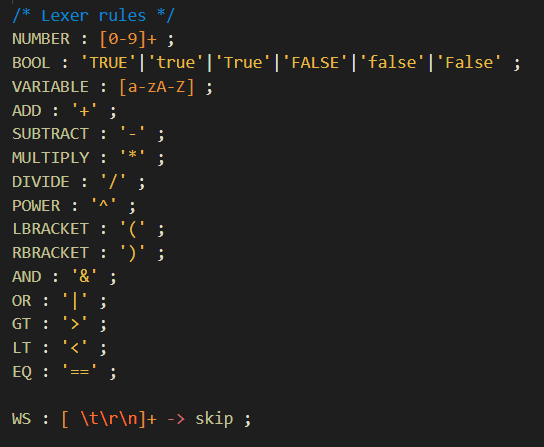 /* Lexer rules */
NUMBER : [0-9]+ ;
BOOL : 'TRUE'|'true'|'True'|'FALSE'|'false'|'False' ;
VARIABLE : [a-zA-Z] ;
ADD : '+' ;
SUBTRACT : '-' ;
MULTIPLY : '*' ;
DIVIDE : '/' ;
POWER : '^' ;
LBRACKET : '(' ;
RBRACKET : ')' ;
AND : '&' ;
OR : '|' ;
GT : '>' ;
LT : '<' ;
EQ : '==' ;
WS : [ \t\r\n]+ -> skip ;